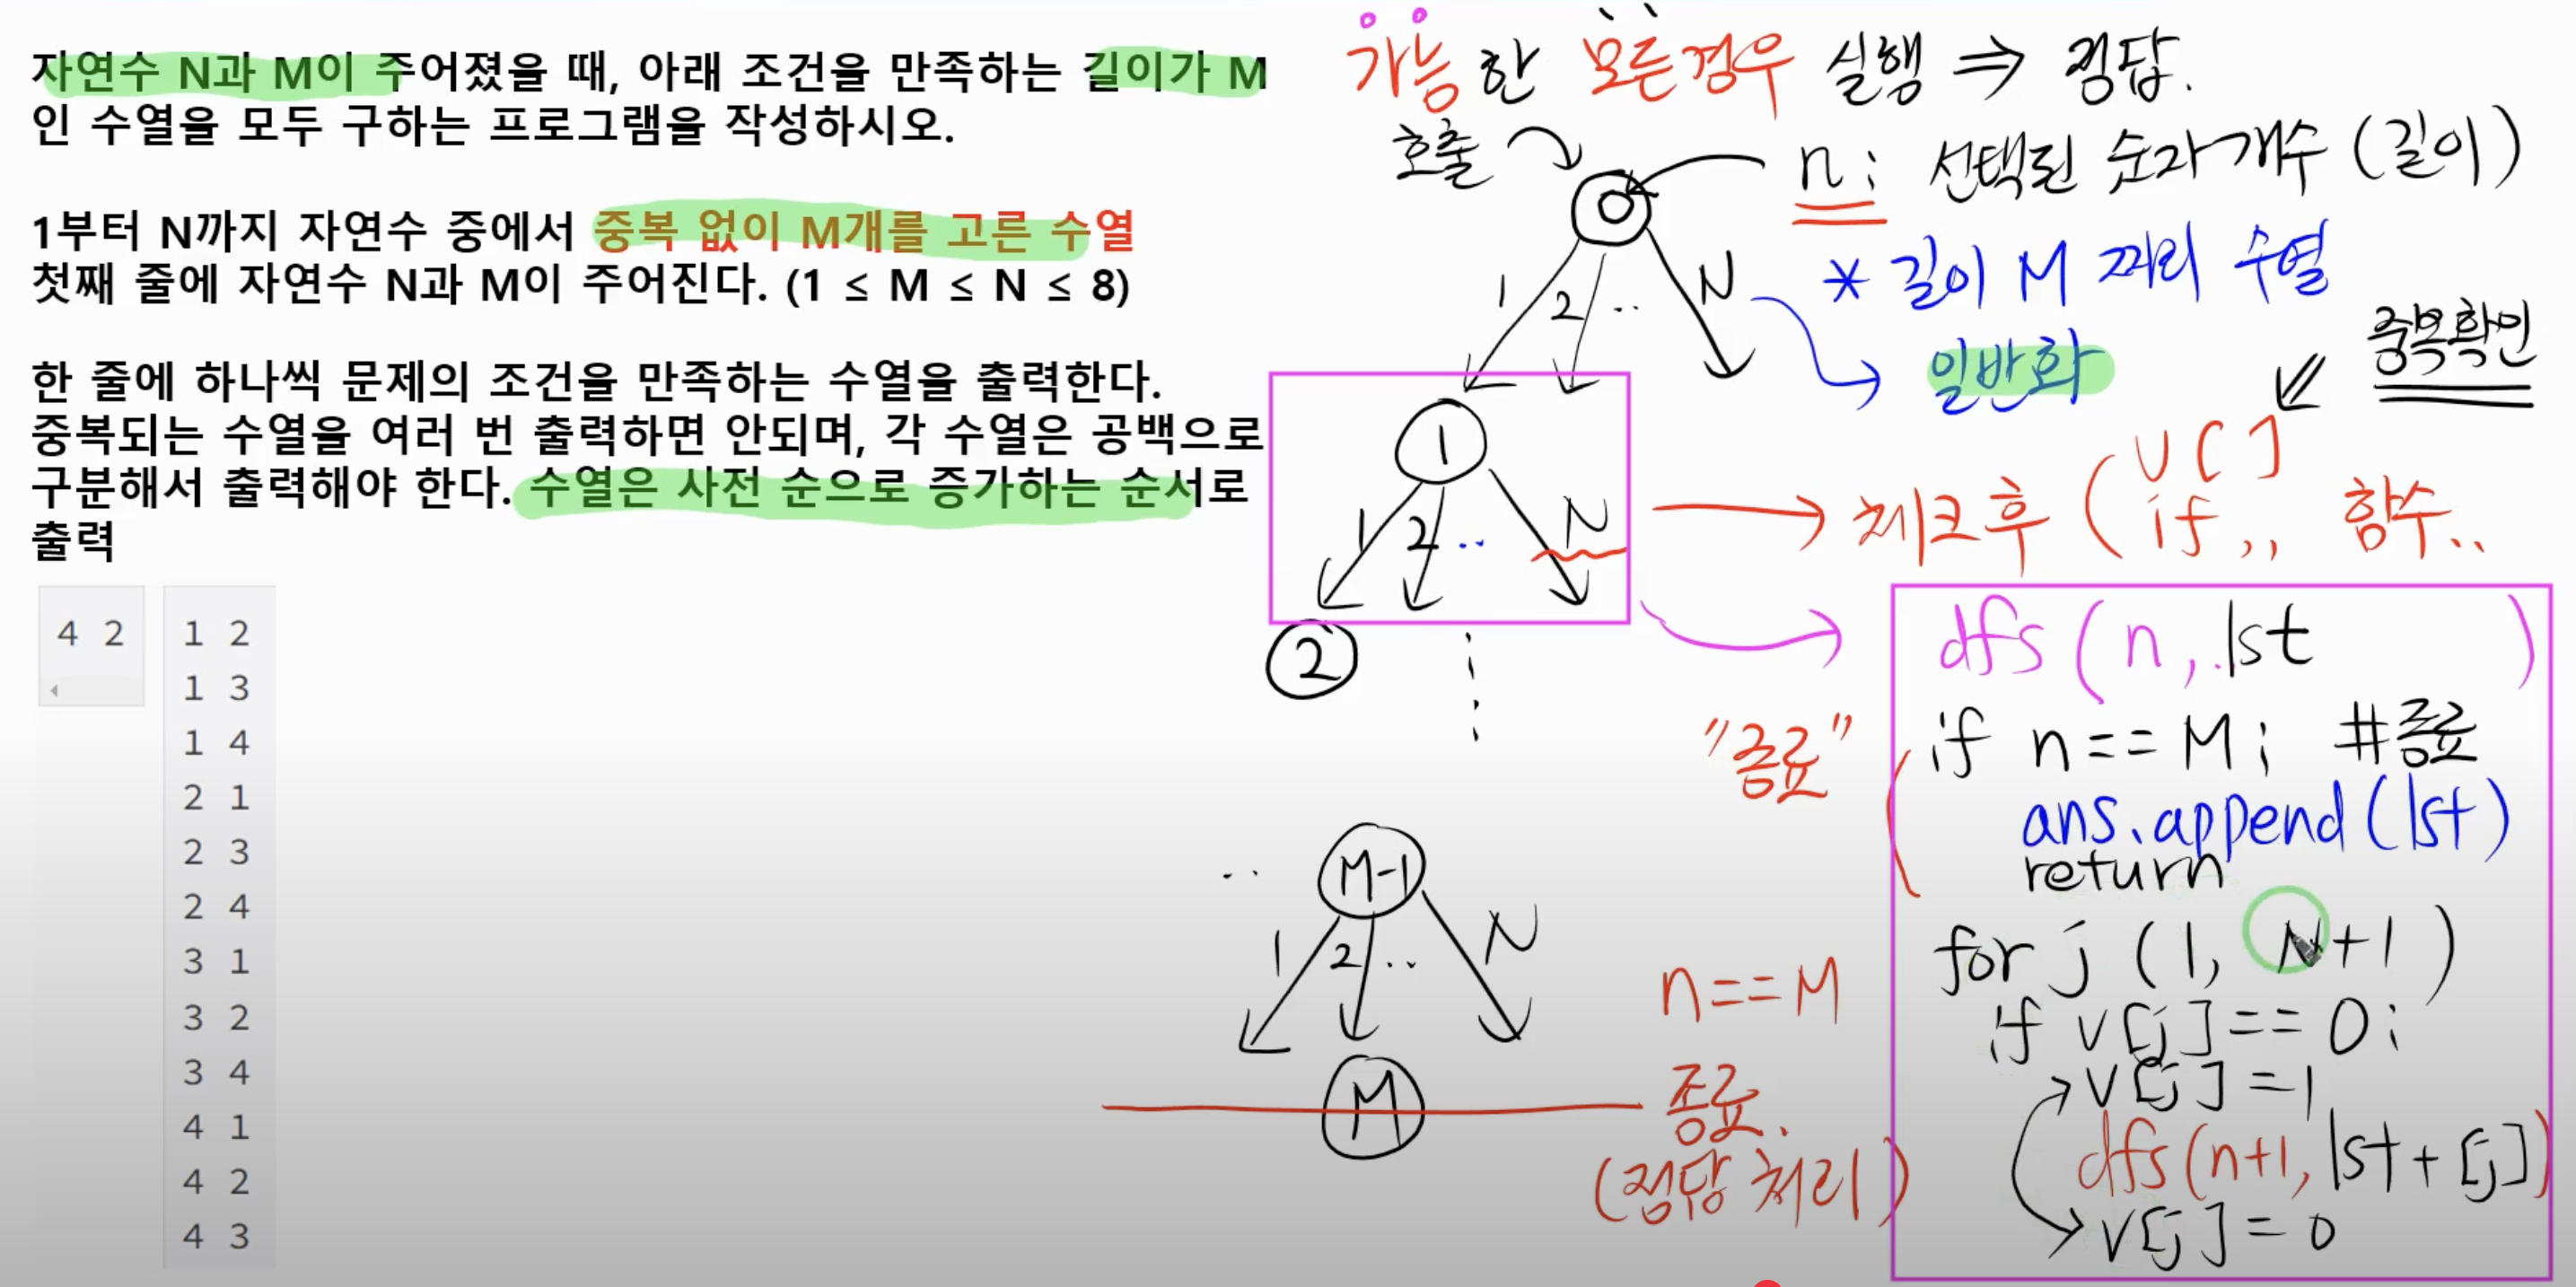 자연수 N과 M이 주어졌을 때, 아래 조건을 만족하는 길이가 M
인 수열을 모두 구하는 프로그램을 작성하시오.
1부터 N까지 자연수 중에서 중복 없이 M개를 고른 수열
첫째 줄에 자연수 N과 M이 주어진다. (1 ≤ M ≤ N ≤ 8)
한 줄에 하나씩 문제의 조건을 만족하는 수열을 출력한다.
중복되는 수열을 여러 번 출력하면 안되며, 각 수열은 공백으로
구분해서 출력해야 한다. 수열은 사전 순으로 증가하는 순서로
출력
4 2
1 2
1 3
1 4
2 1
2 3
2 4
3 1
3 2
3 4
4 1
4 2
4 3
가능한 모든경우 실행 ⇒ 정답.
호출
n: 선택된 숫자개수 (길이)
0
1 2 .. N
* 길이 M 짜리 수열
일반화
중복확인
1
1 2 .. N
체크후 ( v[]
if ,, 함수..
2
M-1
1 2 .. N
M
n==M
종료.
(정답처리)
"종료"
dfs(n, lst )
if n==M: #종료
ans.append(lst)
return
for j (1, N+1)
if v[j]==0:
v[j]=1
dfs(n+1, lst+[j])
v[j]=0